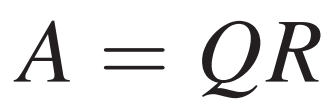 A = QR